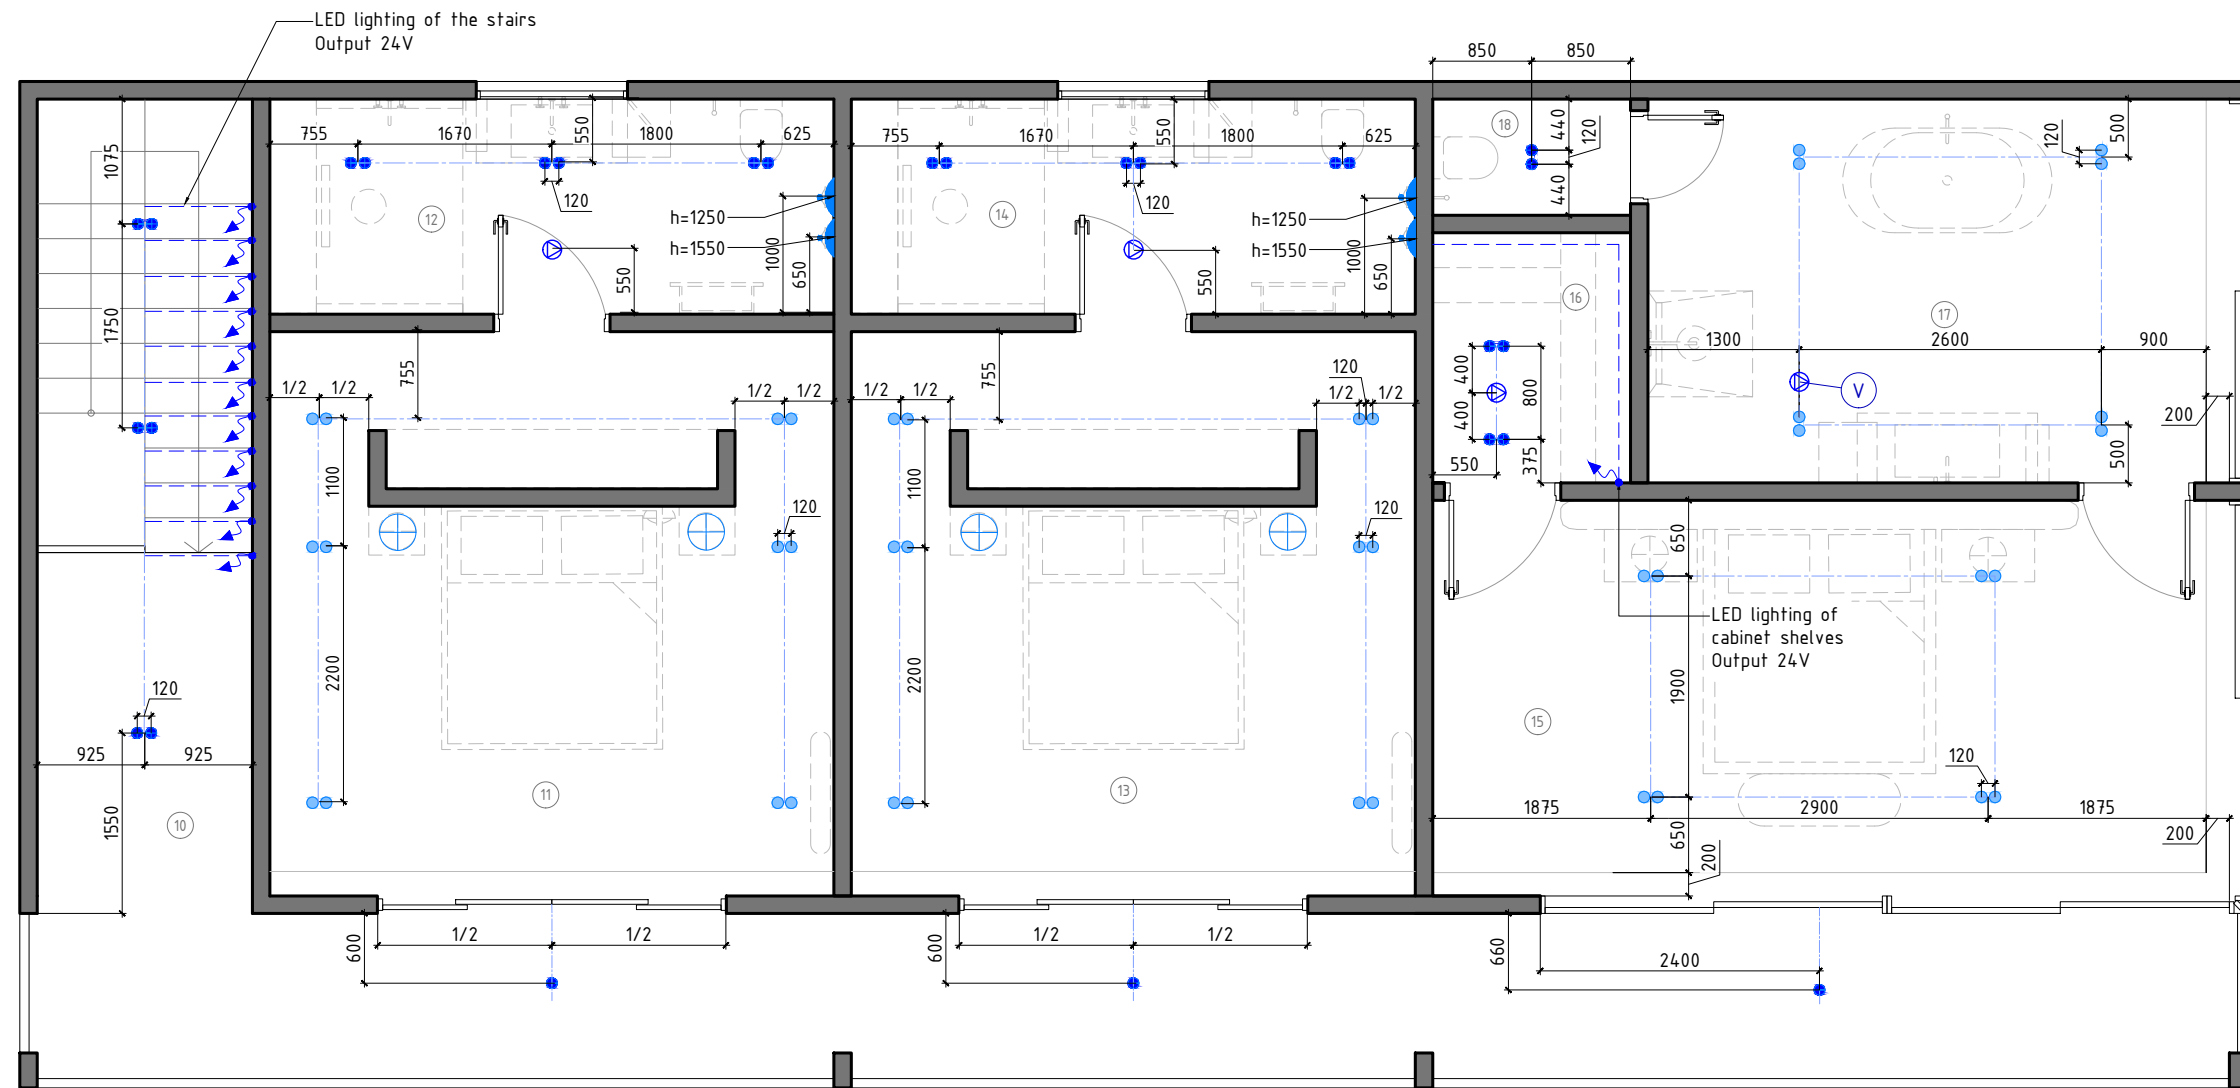 LED lighting of the stairs
Output 24V
850 850
755 1670 550 1800 625
755 1670 550 1800 625
18 440 120 440
120 500
1075
12 120
h=1250
h=1550
1000 650 550
14 120
h=1250
h=1550
1000 650 550
16
17
1300 2600 900
1750
755
755
120
1/2 1/2 1/2 1/2
1/2 1/2 1/2 1/2
400 800
400
V
200
550 375 500
1100 120
1100 120
650
LED lighting of
cabinet shelves
Output 24V
2200
2200
120
1900
15
925 925
120
11
13
1550
10
1875 2900 1875
650 200
200
600 1/2 1/2
600 1/2 1/2
660 2400